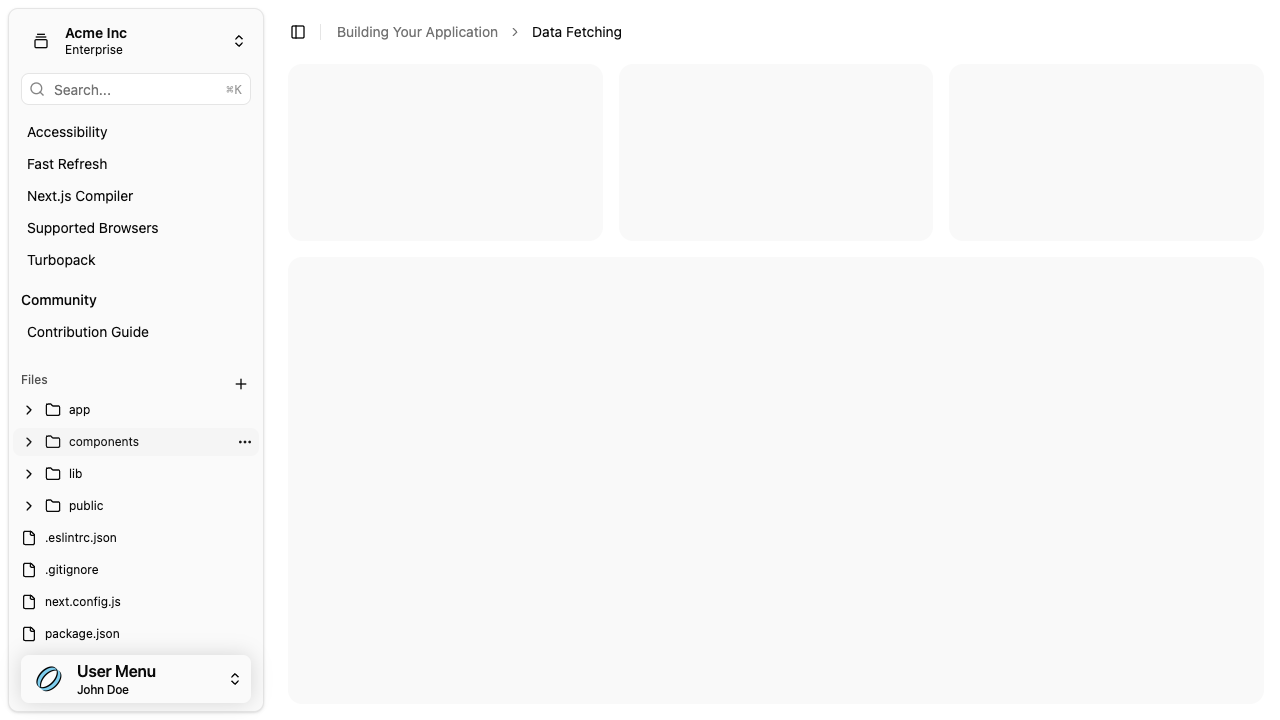 Acme Inc
Enterprise
Search...
⌘K
Accessibility
Fast Refresh
Next.js Compiler
Supported Browsers
Turbopack
Community
Contribution Guide
Files
app
components
lib
public
.eslintrc.json
.gitignore
next.config.js
package.json
User Menu
John Doe
Building Your Application
Data Fetching